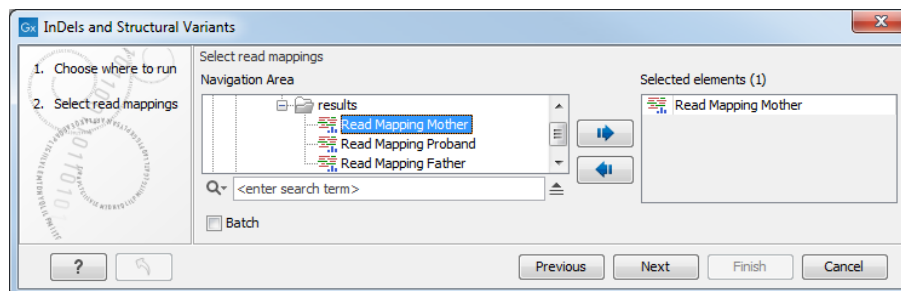 Gx InDels and Structural Variants
1. Choose where to run
2. Select read mappings
Select read mappings
Navigation Area
results
Read Mapping Mother
Read Mapping Proband
Read Mapping Father
<enter search term>
Batch
Selected elements (1)
Read Mapping Mother
?
Previous
Next
Finish
Cancel